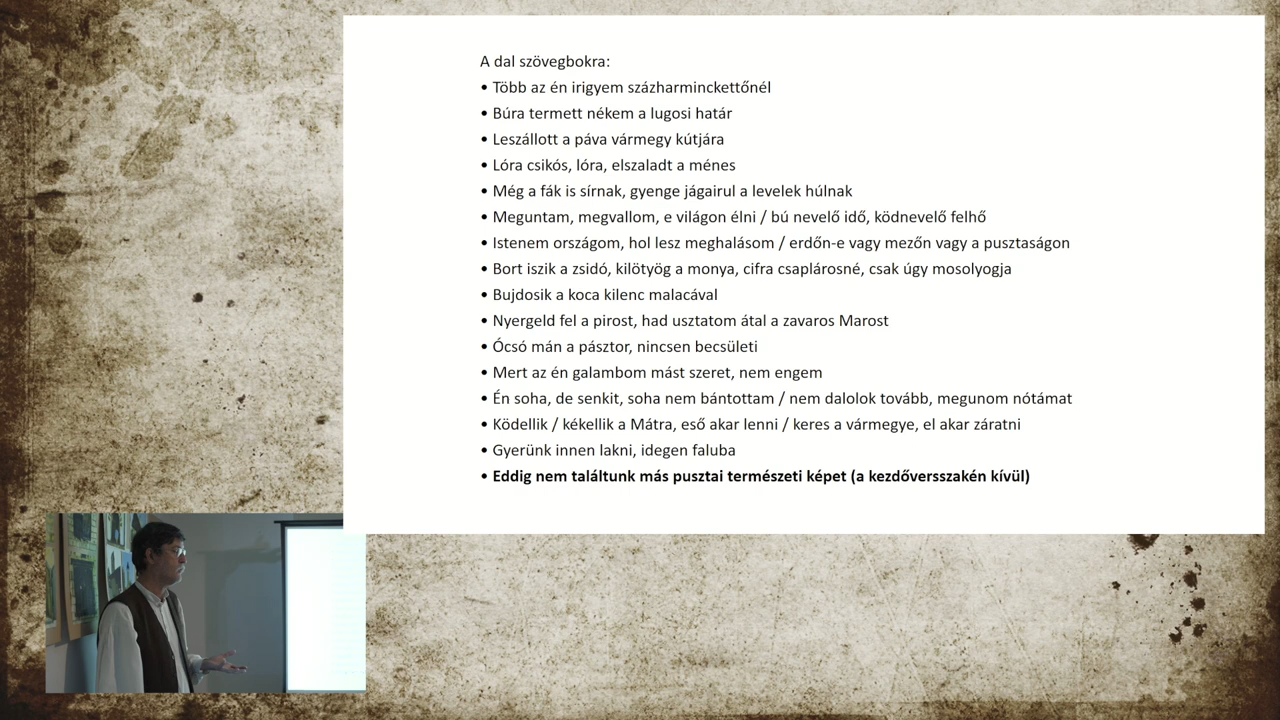 A dal szövegbokra:
• Több az én irigyem százharminckettőnél
• Búra termett nékem a lugosi határ
• Leszállott a páva vármegy kútjára
• Lóra csikós, lóra, elszaladt a ménes
• Még a fák is sírnak, gyenge jágairul a levelek húlnak
• Meguntam, megvallom, e világon élni / bú nevelő idő, ködnevelő felhő
• Istenem országom, hol lesz meghalásom / erdőn-e vagy mezőn vagy a pusztaságon
• Bort iszik a zsidó, kilötyög a monya, cifra csaplárosné, csak úgy mosolyogja
• Bujdosik a koca kilenc malacával
• Nyergeld fel a pirost, had usztatom átal a zavaros Marost
• Ócsó mán a pásztor, nincsen becsületi
• Mert az én galambom mást szeret, nem engem
• Én soha, de senkit, soha nem bántottam / nem dalolok tovább, megunom nótámat
• Ködellik / kékellik a Mátra, eső akar lenni / keres a vármegye, el akar záratni
• Gyerünk innen lakni, idegen faluba
• Eddig nem találtunk más pusztai természeti képet (a kezdőversszakén kívül)